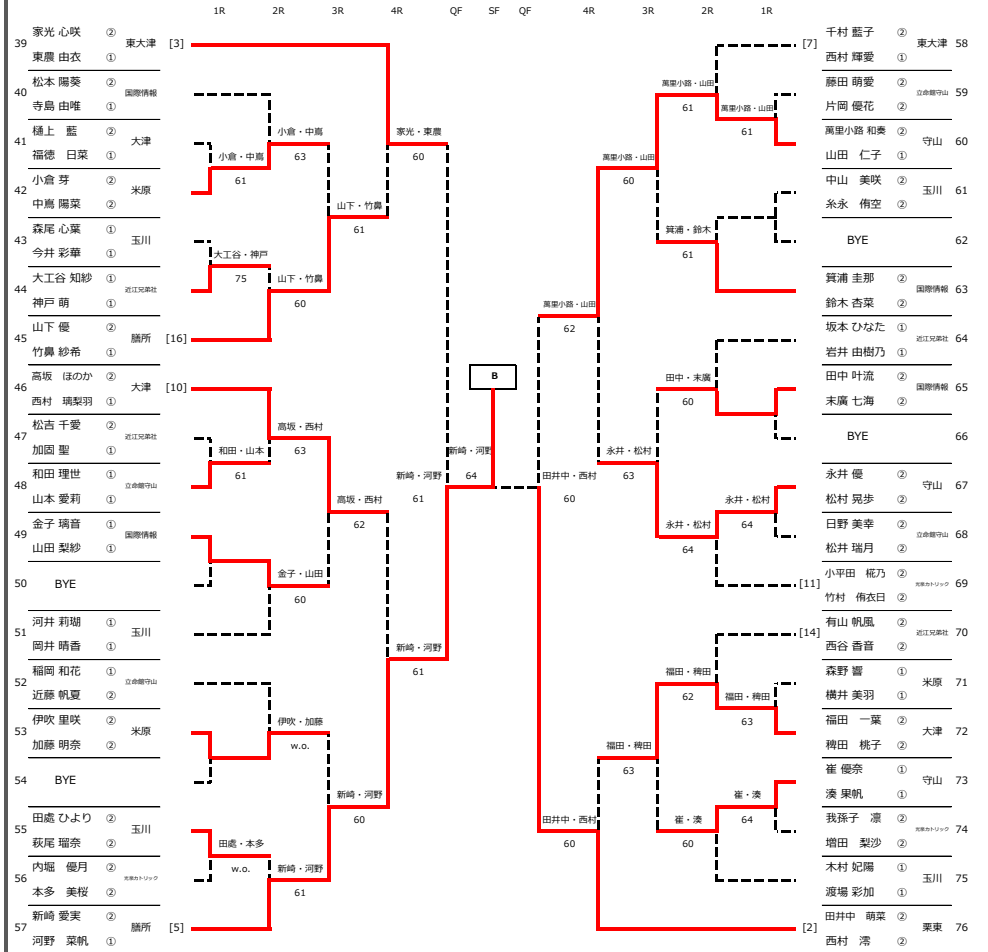 1R 2R 3R 4R QF SF QF 4R 3R 2R 1R
39 家光 心咲 ② 東大津 [3]
東農 由衣 ①
40 松本 陽葵 ② 国際情報
寺島 由唯 ①
41 樋上 藍 ② 大津
福徳 日菜 ①
42 小倉 芽 ② 米原
中嶌 陽菜 ②
43 森尾 心葉 ① 玉川
今井 彩華 ①
44 大工谷 知紗 ① 近江兄弟社
神戸 萌 ①
45 山下 優 ② 膳所 [16]
竹鼻 紗希 ①
46 高坂 ほのか ② 大津 [10]
西村 璃梨羽 ①
47 松吉 千愛 ② 近江兄弟社
加固 聖 ①
48 和田 理世 ① 立命館守山
山本 愛莉 ①
49 金子 璃音 ① 国際情報
山田 梨紗 ①
50 BYE
51 河井 莉瑚 ① 玉川
岡井 晴香 ①
52 稲岡 和花 ① 立命館守山
近藤 帆夏 ②
53 伊吹 里咲 ② 米原
加藤 明奈 ②
54 BYE
55 田處 ひより ② 玉川
萩尾 瑠奈 ②
56 内堀 優月 ② 光泉カトリック
本多 美桜 ②
57 新崎 愛実 ② 膳所 [5]
河野 菜帆 ①
小倉・中嶌
61
大工谷・神戸
75
和田・山本
61
田處・本多
w.o.
小倉・中嶌
63
山下・竹鼻
60
高坂・西村
63
金子・山田
60
伊吹・加藤
w.o.
新崎・河野
61
山下・竹鼻
61
高坂・西村
62
新崎・河野
60
家光・東農
60
新崎・河野
61
新崎・河野
61
新崎・河野
64
B
田井中・西村
60
萬里小路・山田
62
田井中・西村
60
萬里小路・山田
60
永井・松村
63
福田・稗田
63
萬里小路・山田
61
箕浦・鈴木
61
田中・末廣
60
永井・松村
64
福田・稗田
62
崔・湊
60
萬里小路・山田
61
永井・松村
64
福田・稗田
63
崔・湊
64
[7] 千村 藍子 ② 東大津 58
西村 輝愛 ①
藤田 萌愛 ② 立命館守山 59
片岡 優花 ②
萬里小路 和奏 ② 守山 60
山田 仁子 ①
中山 美咲 ② 玉川 61
糸永 侑空 ②
BYE 62
箕浦 圭那 ② 国際情報 63
鈴木 杏菜 ②
坂本 ひなた ① 近江兄弟社 64
岩井 由樹乃 ①
田中 叶流 ② 国際情報 65
末廣 七海 ②
BYE 66
永井 優 ② 守山 67
松村 晃歩 ②
日野 美幸 ② 立命館守山 68
松井 瑞月 ②
[11] 小平田 椛乃 ② 光泉カトリック 69
竹村 侑衣日 ②
[14] 有山 帆風 ② 近江兄弟社 70
西谷 香音 ②
森野 響 ① 米原 71
横井 美羽 ①
福田 一葉 ② 大津 72
稗田 桃子 ②
崔 優奈 ① 守山 73
湊 果帆 ①
我孫子 凛 ② 光泉カトリック 74
増田 梨沙 ②
木村 妃陽 ① 玉川 75
渡場 彩加 ①
[2] 田井中 萌菜 ② 栗東 76
西村 澪 ②